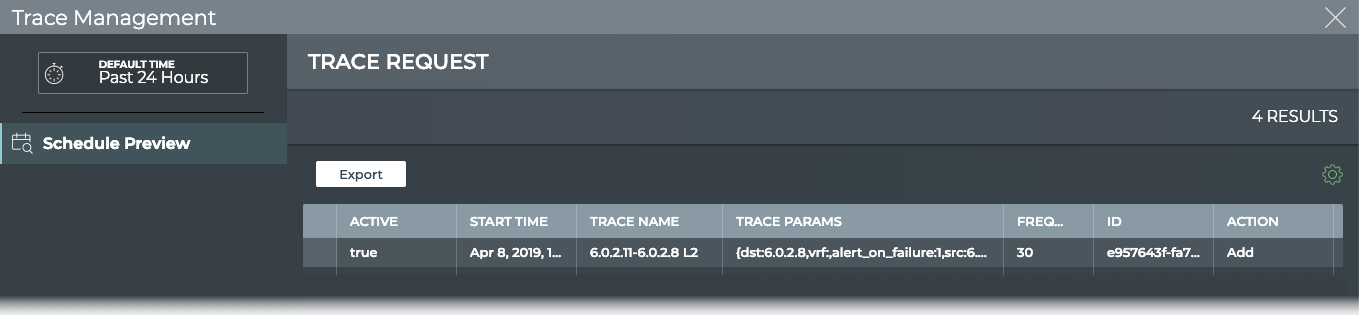 Trace Management
DEFAULT TIME
Past 24 Hours
Schedule Preview
TRACE REQUEST
4 RESULTS
Export
ACTIVE START TIME TRACE NAME TRACE PARAMS FREQ... ID ACTION
true Apr 8, 2019, 1... 6.0.2.11-6.0.2.8 L2 {dst:6.0.2.8,vrf:,alert_on_failure:1,src:6.... 30 e957643f-fa7... Add